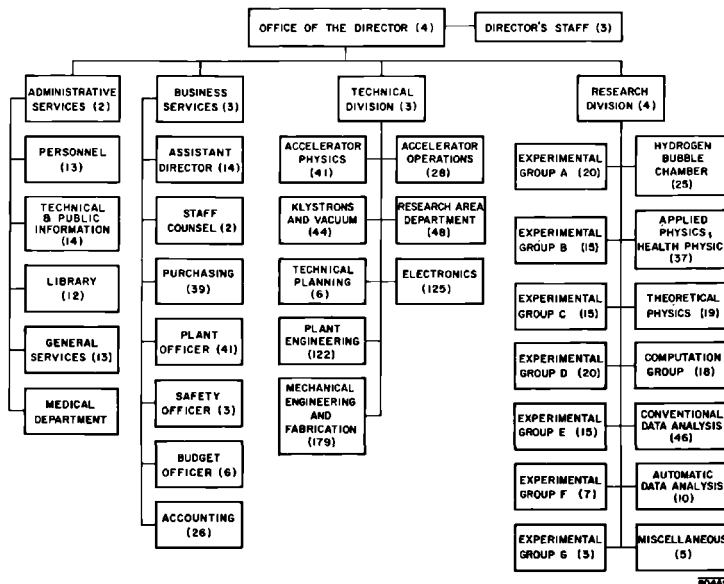 OFFICE OF THE DIRECTOR (4)
DIRECTOR'S STAFF (3)
ADMINISTRATIVE
SERVICES (2)
PERSONNEL
(13)
TECHNICAL
& PUBLIC
INFORMATION
(14)
LIBRARY
(12)
GENERAL
SERVICES (13)
MEDICAL
DEPARTMENT
BUSINESS
SERVICES (3)
ASSISTANT
DIRECTOR (14)
STAFF
COUNSEL (2)
PURCHASING
(39)
PLANT
OFFICER (41)
SAFETY
OFFICER (3)
BUDGET
OFFICER (6)
ACCOUNTING
(26)
TECHNICAL
DIVISION (3)
ACCELERATOR
PHYSICS
(41)
ACCELERATOR
OPERATIONS
(28)
KLYSTRONS
AND VACUUM
(44)
RESEARCH AREA
DEPARTMENT
(48)
TECHNICAL
PLANNING
(6)
ELECTRONICS
(125)
PLANT
ENGINEERING
(122)
MECHANICAL
ENGINEERING
AND
FABRICATION
(179)
RESEARCH
DIVISION (4)
EXPERIMENTAL
GROUP A (20)
HYDROGEN
BUBBLE
CHAMBER
(25)
EXPERIMENTAL
GROUP B (15)
APPLIED
PHYSICS,
HEALTH PHYSIC
(37)
EXPERIMENTAL
GROUP C (15)
THEORETICAL
PHYSICS (19)
EXPERIMENTAL
GROUP D (20)
COMPUTATION
GROUP (18)
EXPERIMENTAL
GROUP E (15)
CONVENTIONAL
DATA ANALYSIS
(46)
EXPERIMENTAL
GROUP F (7)
AUTOMATIC
DATA ANALYSIS
(10)
EXPERIMENTAL
GROUP G (3)
MISCELLANEOUS
(5)